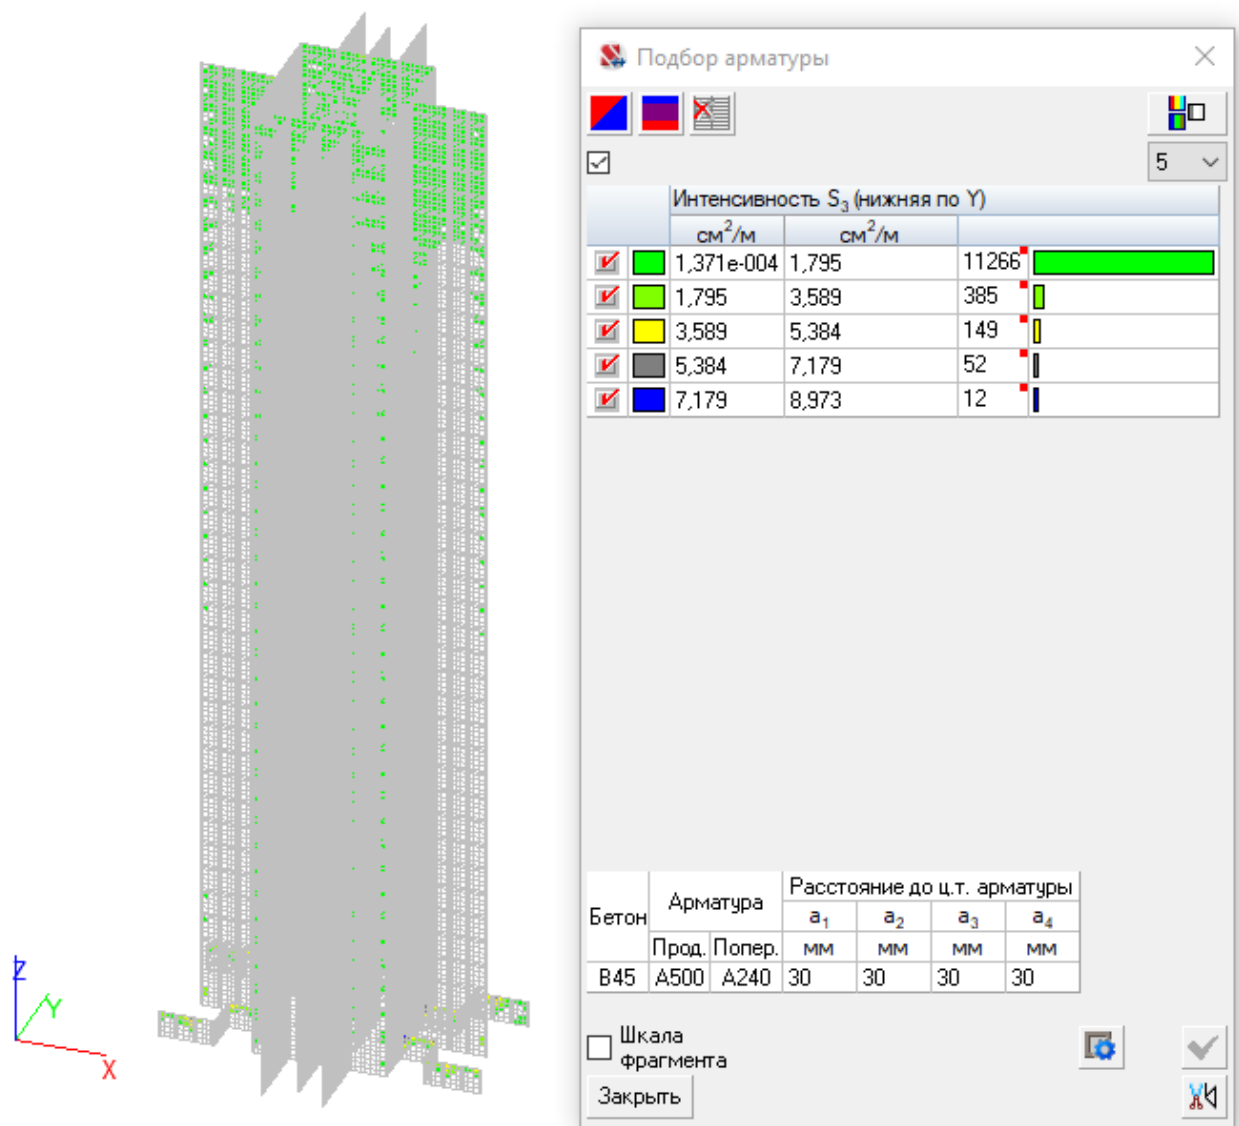 Подбор арматуры
5
Интенсивность S₃ (нижняя по Y)
см²/м см²/м
1,371e-004 1,795 11266
1,795 3,589 385
3,589 5,384 149
5,384 7,179 52
7,179 8,973 12
Z
Y
X
Бетон Арматура Расстояние до ц.т. арматуры
a₁ a₂ a₃ a₄
Прод. Попер. мм мм мм мм
B45 A500 A240 30 30 30 30
Шкала
фрагмента
Закрыть